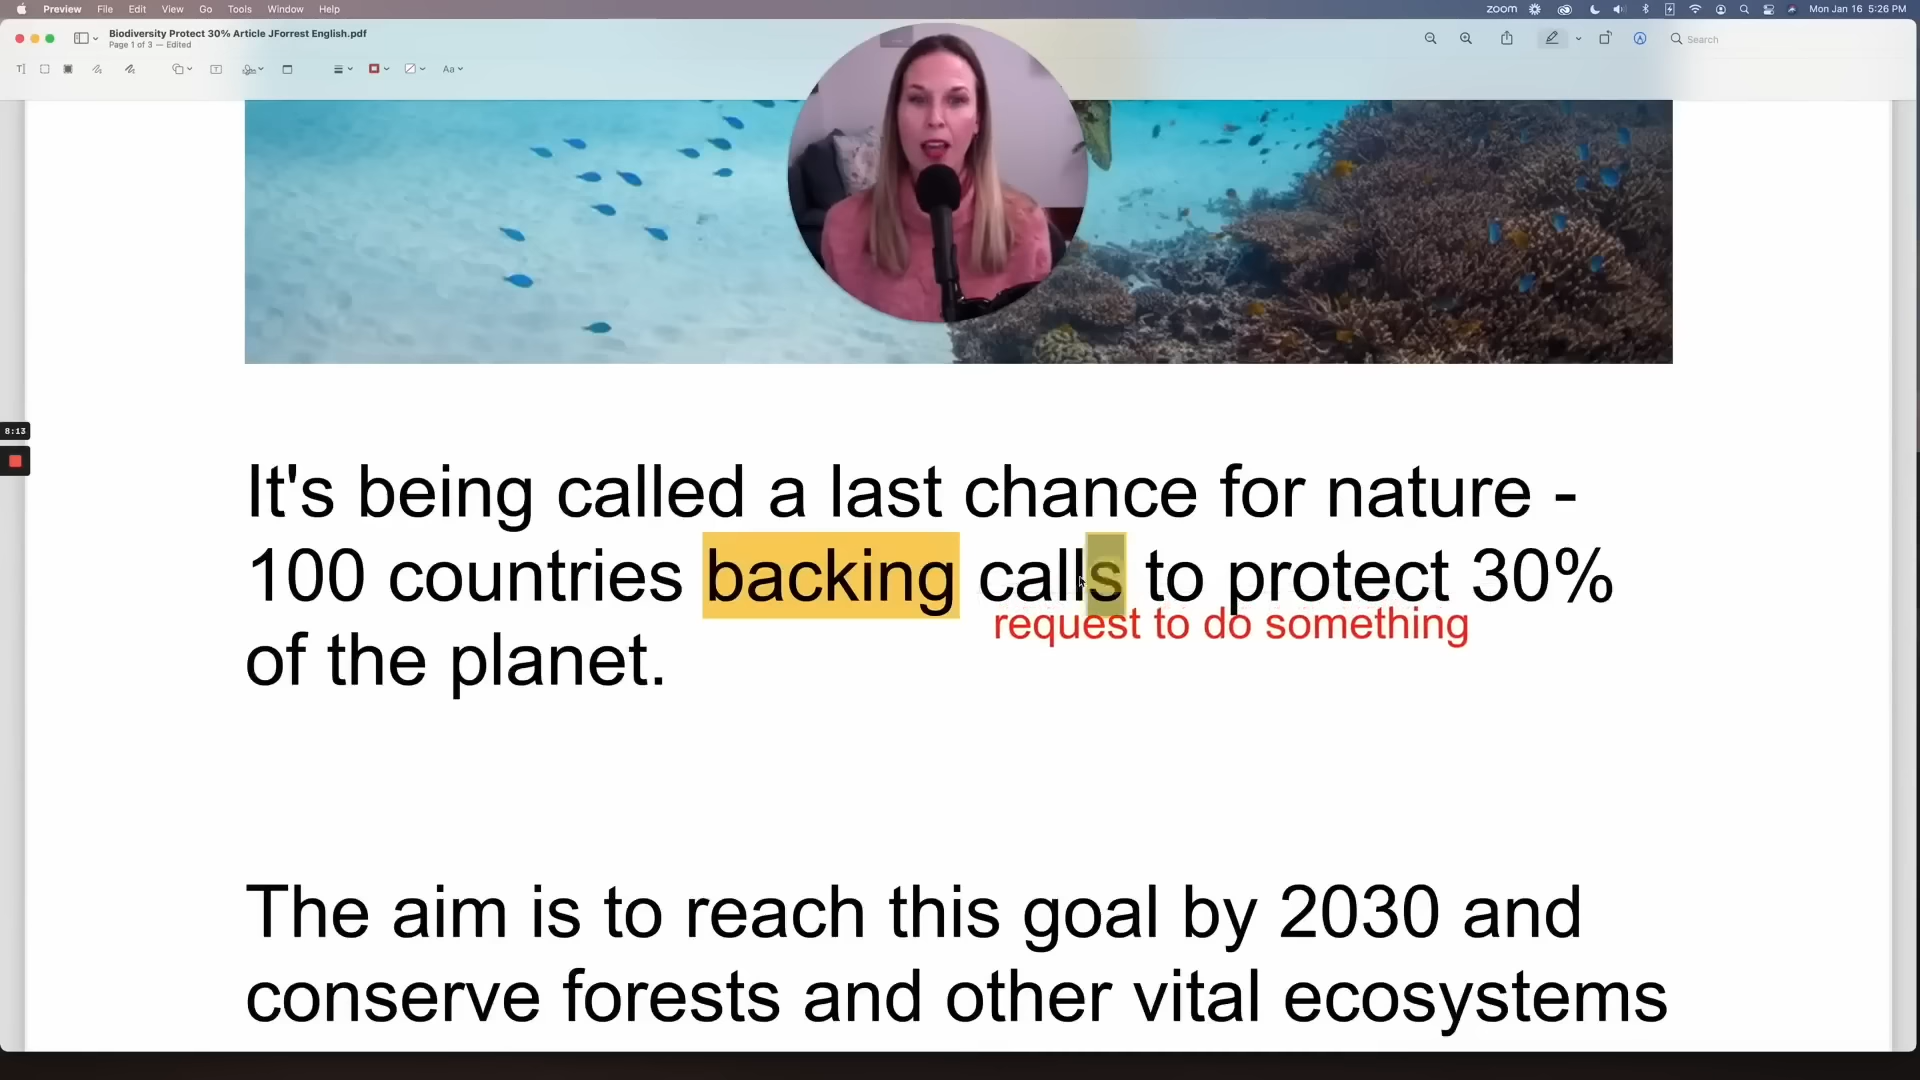 Preview File Edit View Go Tools Window Help
zoom
Mon Jan 16 5:26 PM
Biodiversity Protect 30% Article JForrest English.pdf
Page 1 of 3 — Edited
Search
Aa
8:13
It's being called a last chance for nature -
100 countries backing calls to protect 30%
request to do something
of the planet.
The aim is to reach this goal by 2030 and
conserve forests and other vital ecosystems